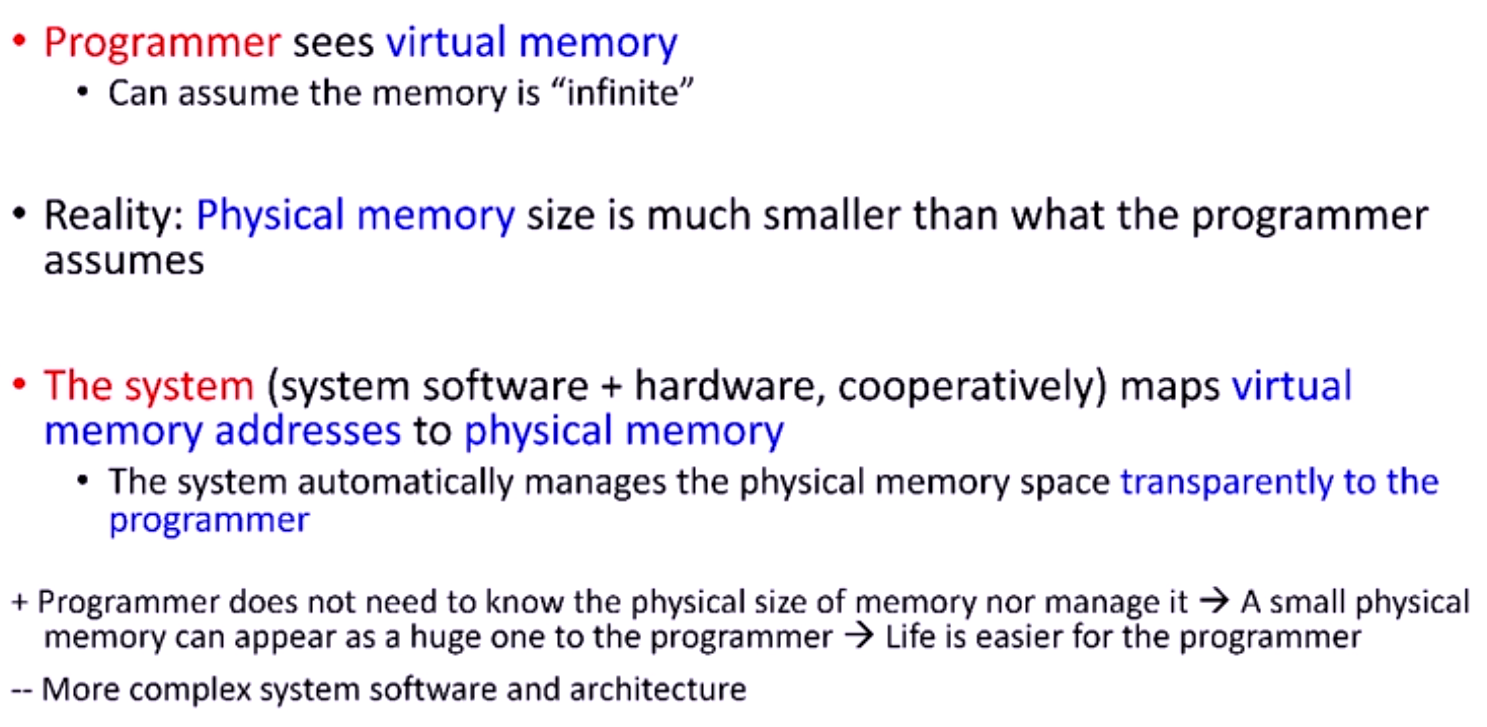 • Programmer sees virtual memory
• Can assume the memory is “infinite”
• Reality: Physical memory size is much smaller than what the programmer
assumes
• The system (system software + hardware, cooperatively) maps virtual
memory addresses to physical memory
• The system automatically manages the physical memory space transparently to the
programmer
+ Programmer does not need to know the physical size of memory nor manage it → A small physical
memory can appear as a huge one to the programmer → Life is easier for the programmer
-- More complex system software and architecture